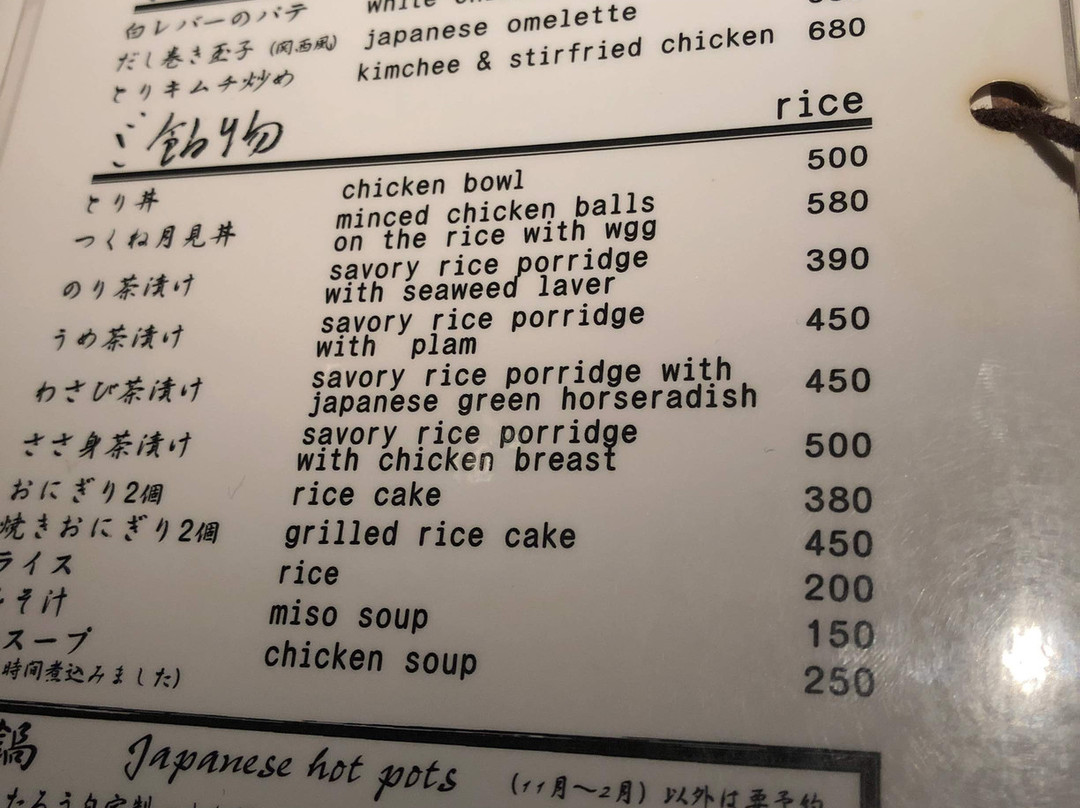 白レバーのパテ white
だし巻き玉子 (関西風) japanese omelette
とりキムチ炒め kimchee & stirfried chicken 680
ご飯物 rice
とり丼 chicken bowl 500
つくね月見丼 minced chicken balls 580
on the rice with wgg
のり茶漬け savory rice porridge 390
with seaweed laver
うめ茶漬け savory rice porridge 450
with plam
わさび茶漬け savory rice porridge with 450
japanese green horseradish
ささ身茶漬け savory rice porridge 500
with chicken breast
おにぎり2個 rice cake 380
焼きおにぎり2個 grilled rice cake 450
ライス rice 200
そ汁 miso soup 150
スープ chicken soup 250
時間煮込みました)
鍋 Japanese hot pots (11月〜2月) 以外は要予約